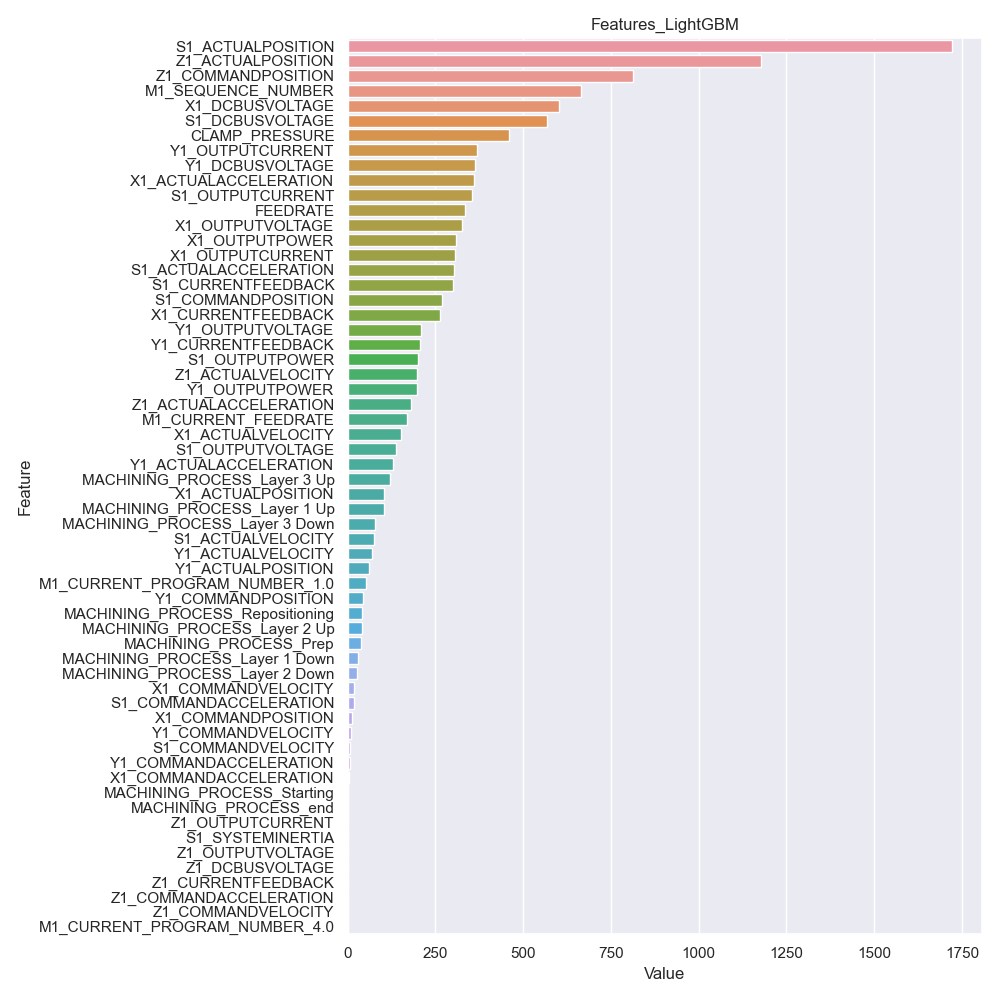 Features_LightGBM
S1_ACTUALPOSITION
Z1_ACTUALPOSITION
Z1_COMMANDPOSITION
M1_SEQUENCE_NUMBER
X1_DCBUSVOLTAGE
S1_DCBUSVOLTAGE
CLAMP_PRESSURE
Y1_OUTPUTCURRENT
Y1_DCBUSVOLTAGE
X1_ACTUALACCELERATION
S1_OUTPUTCURRENT
FEEDRATE
X1_OUTPUTVOLTAGE
X1_OUTPUTPOWER
X1_OUTPUTCURRENT
S1_ACTUALACCELERATION
S1_CURRENTFEEDBACK
S1_COMMANDPOSITION
X1_CURRENTFEEDBACK
Y1_OUTPUTVOLTAGE
Y1_CURRENTFEEDBACK
S1_OUTPUTPOWER
Z1_ACTUALVELOCITY
Y1_OUTPUTPOWER
Z1_ACTUALACCELERATION
M1_CURRENT_FEEDRATE
X1_ACTUALVELOCITY
S1_OUTPUTVOLTAGE
Y1_ACTUALACCELERATION
MACHINING_PROCESS_Layer 3 Up
X1_ACTUALPOSITION
MACHINING_PROCESS_Layer 1 Up
MACHINING_PROCESS_Layer 3 Down
S1_ACTUALVELOCITY
Y1_ACTUALVELOCITY
Y1_ACTUALPOSITION
M1_CURRENT_PROGRAM_NUMBER_1.0
Y1_COMMANDPOSITION
MACHINING_PROCESS_Repositioning
MACHINING_PROCESS_Layer 2 Up
MACHINING_PROCESS_Prep
MACHINING_PROCESS_Layer 1 Down
MACHINING_PROCESS_Layer 2 Down
X1_COMMANDVELOCITY
S1_COMMANDACCELERATION
X1_COMMANDPOSITION
Y1_COMMANDVELOCITY
S1_COMMANDVELOCITY
Y1_COMMANDACCELERATION
X1_COMMANDACCELERATION
MACHINING_PROCESS_Starting
MACHINING_PROCESS_end
Z1_OUTPUTCURRENT
S1_SYSTEMINERTIA
Z1_OUTPUTVOLTAGE
Z1_DCBUSVOLTAGE
Z1_CURRENTFEEDBACK
Z1_COMMANDACCELERATION
Z1_COMMANDVELOCITY
M1_CURRENT_PROGRAM_NUMBER_4.0
Feature
0 250 500 750 1000 1250 1500 1750
Value